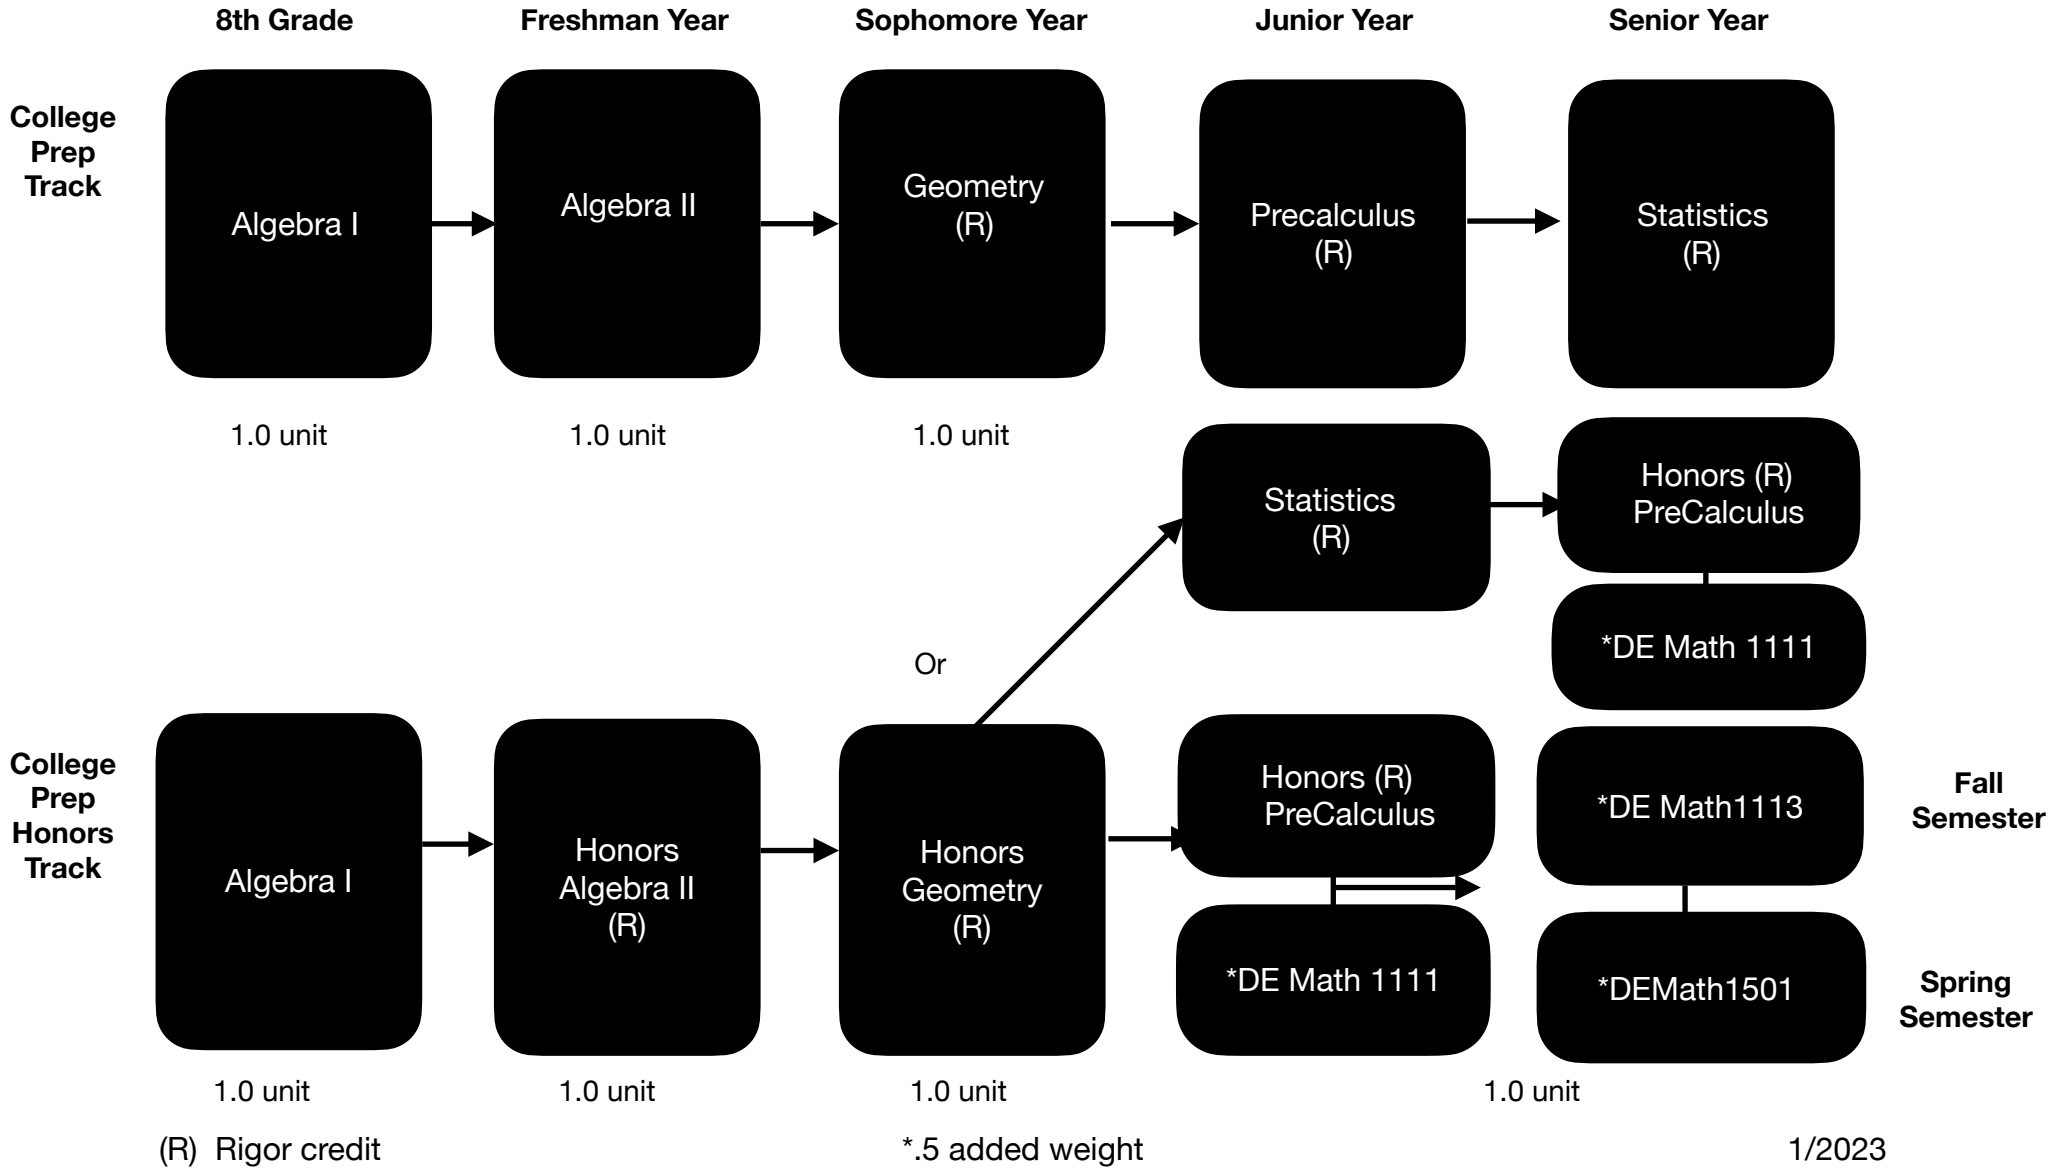 8th Grade
Freshman Year
Sophomore Year
Junior Year
Senior Year
College
Prep
Track
Algebra I
Algebra II
Geometry
(R)
Precalculus
(R)
Statistics
(R)
1.0 unit
1.0 unit
1.0 unit
Statistics
(R)
Honors (R)
PreCalculus
*DE Math 1111
Or
College
Prep
Honors
Track
Algebra I
Honors
Algebra II
(R)
Honors
Geometry
(R)
Honors (R)
PreCalculus
*DE Math 1111
*DE Math1113
Fall
Semester
*DEMath1501
Spring
Semester
1.0 unit
1.0 unit
1.0 unit
1.0 unit
(R) Rigor credit
*.5 added weight
1/2023